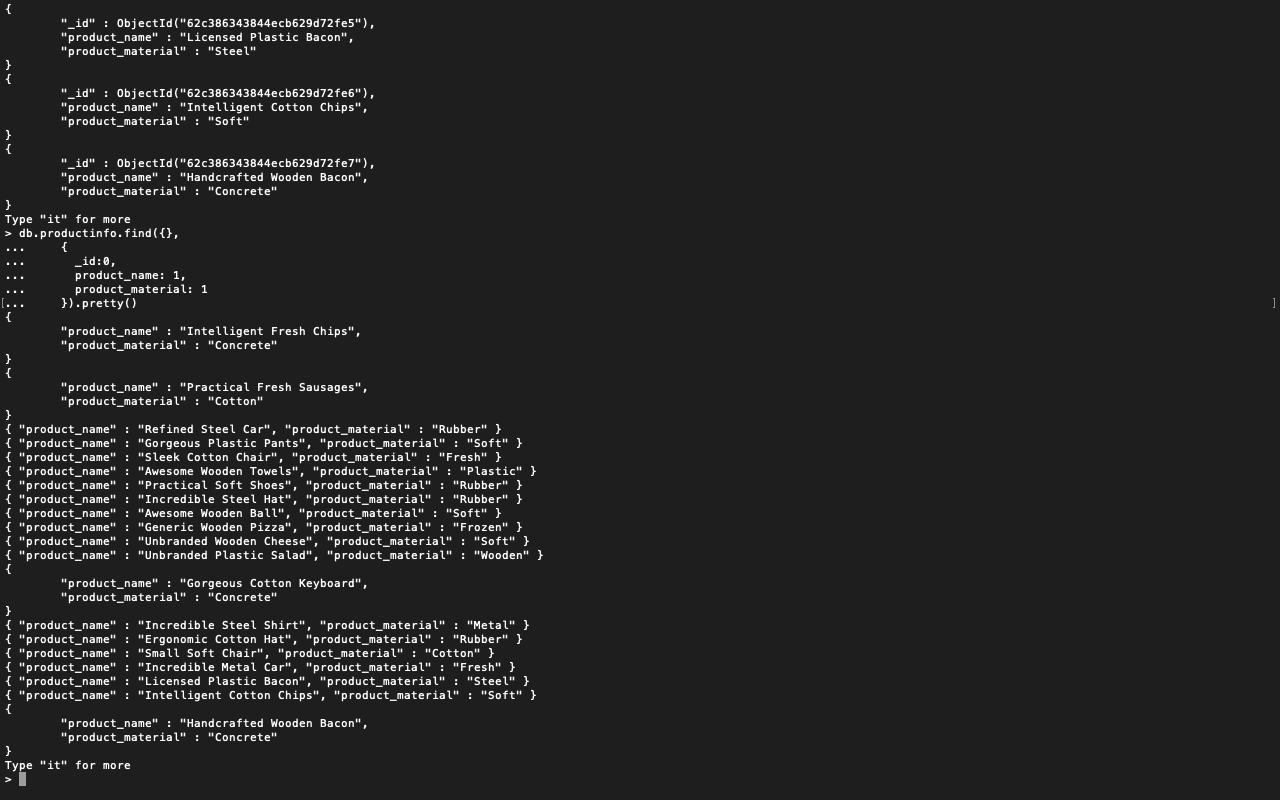 {
        "_id" : ObjectId("62c386343844ecb629d72fe5"),
        "product_name" : "Licensed Plastic Bacon",
        "product_material" : "Steel"
}
{
        "_id" : ObjectId("62c386343844ecb629d72fe6"),
        "product_name" : "Intelligent Cotton Chips",
        "product_material" : "Soft"
}
{
        "_id" : ObjectId("62c386343844ecb629d72fe7"),
        "product_name" : "Handcrafted Wooden Bacon",
        "product_material" : "Concrete"
}
Type "it" for more
> db.productinfo.find({},
...     {
...       _id:0,
...       product_name: 1,
...       product_material: 1
[...     }).pretty() ]
{
        "product_name" : "Intelligent Fresh Chips",
        "product_material" : "Concrete"
}
{
        "product_name" : "Practical Fresh Sausages",
        "product_material" : "Cotton"
}
{ "product_name" : "Refined Steel Car", "product_material" : "Rubber" }
{ "product_name" : "Gorgeous Plastic Pants", "product_material" : "Soft" }
{ "product_name" : "Sleek Cotton Chair", "product_material" : "Fresh" }
{ "product_name" : "Awesome Wooden Towels", "product_material" : "Plastic" }
{ "product_name" : "Practical Soft Shoes", "product_material" : "Rubber" }
{ "product_name" : "Incredible Steel Hat", "product_material" : "Rubber" }
{ "product_name" : "Awesome Wooden Ball", "product_material" : "Soft" }
{ "product_name" : "Generic Wooden Pizza", "product_material" : "Frozen" }
{ "product_name" : "Unbranded Wooden Cheese", "product_material" : "Soft" }
{ "product_name" : "Unbranded Plastic Salad", "product_material" : "Wooden" }
{
        "product_name" : "Gorgeous Cotton Keyboard",
        "product_material" : "Concrete"
}
{ "product_name" : "Incredible Steel Shirt", "product_material" : "Metal" }
{ "product_name" : "Ergonomic Cotton Hat", "product_material" : "Rubber" }
{ "product_name" : "Small Soft Chair", "product_material" : "Cotton" }
{ "product_name" : "Incredible Metal Car", "product_material" : "Fresh" }
{ "product_name" : "Licensed Plastic Bacon", "product_material" : "Steel" }
{ "product_name" : "Intelligent Cotton Chips", "product_material" : "Soft" }
{
        "product_name" : "Handcrafted Wooden Bacon",
        "product_material" : "Concrete"
}
Type "it" for more
>